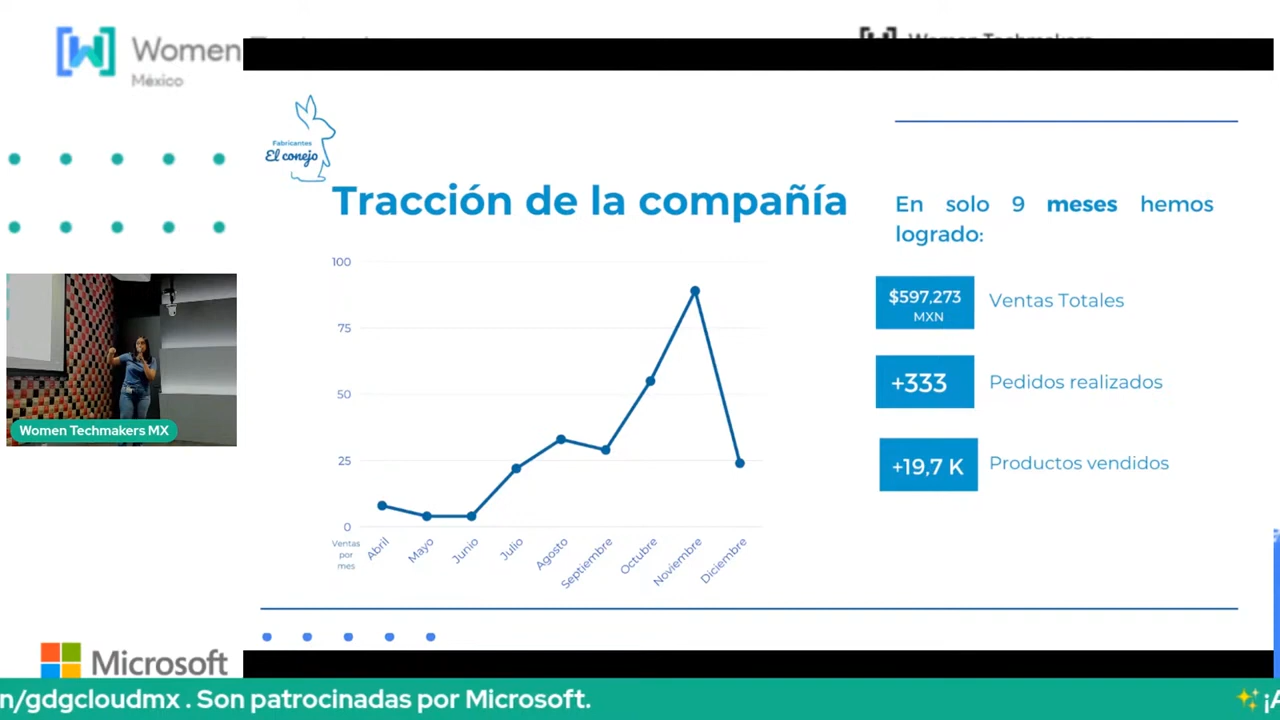 Women
México
Fabricantes
El conejo
Tracción de la compañía
En solo 9 meses hemos
logrado:
$597,273
MXN
Ventas Totales
+333
Pedidos realizados
+19,7 K
Productos vendidos
100
75
50
25
0
Ventas
por
mes
Abril
Mayo
Junio
Julio
Agosto
Septiembre
Octubre
Noviembre
Diciembre
Women Techmakers MX
Microsoft
n/gdgcloudmx . Son patrocinadas por Microsoft.